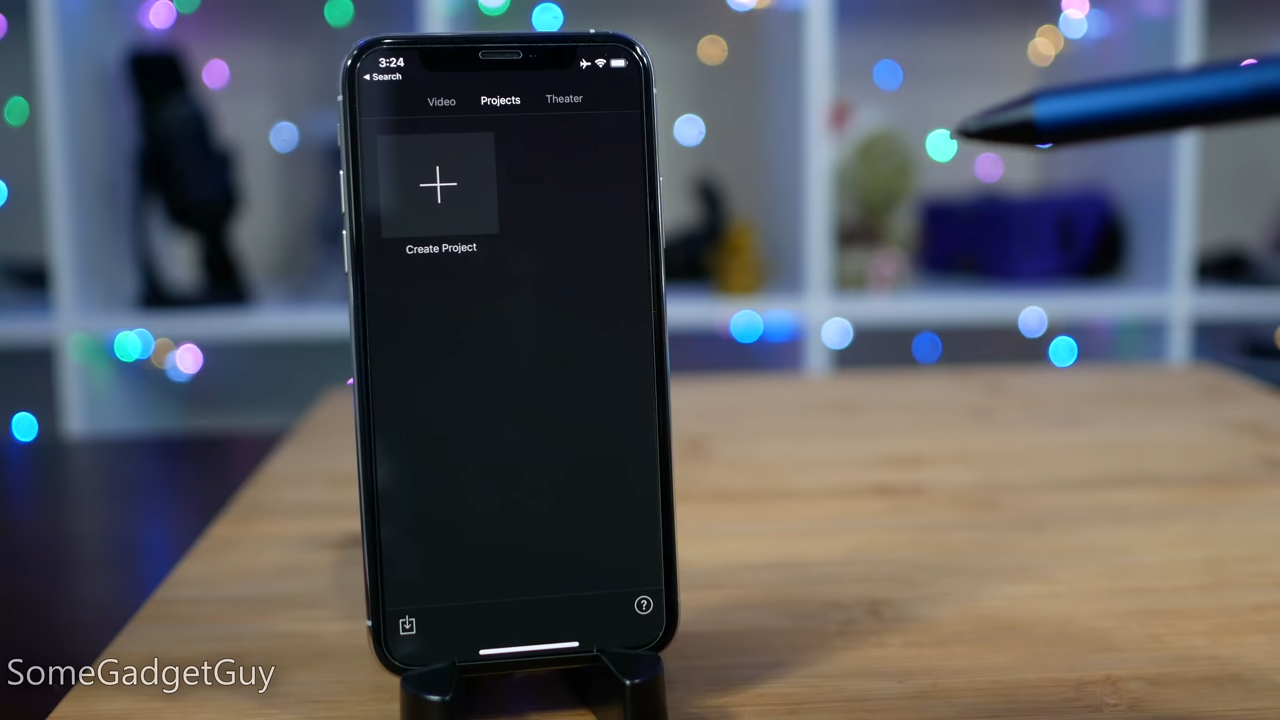 3:24
◀ Search
Video Projects Theater
Create Project
?
SomeGadgetGuy